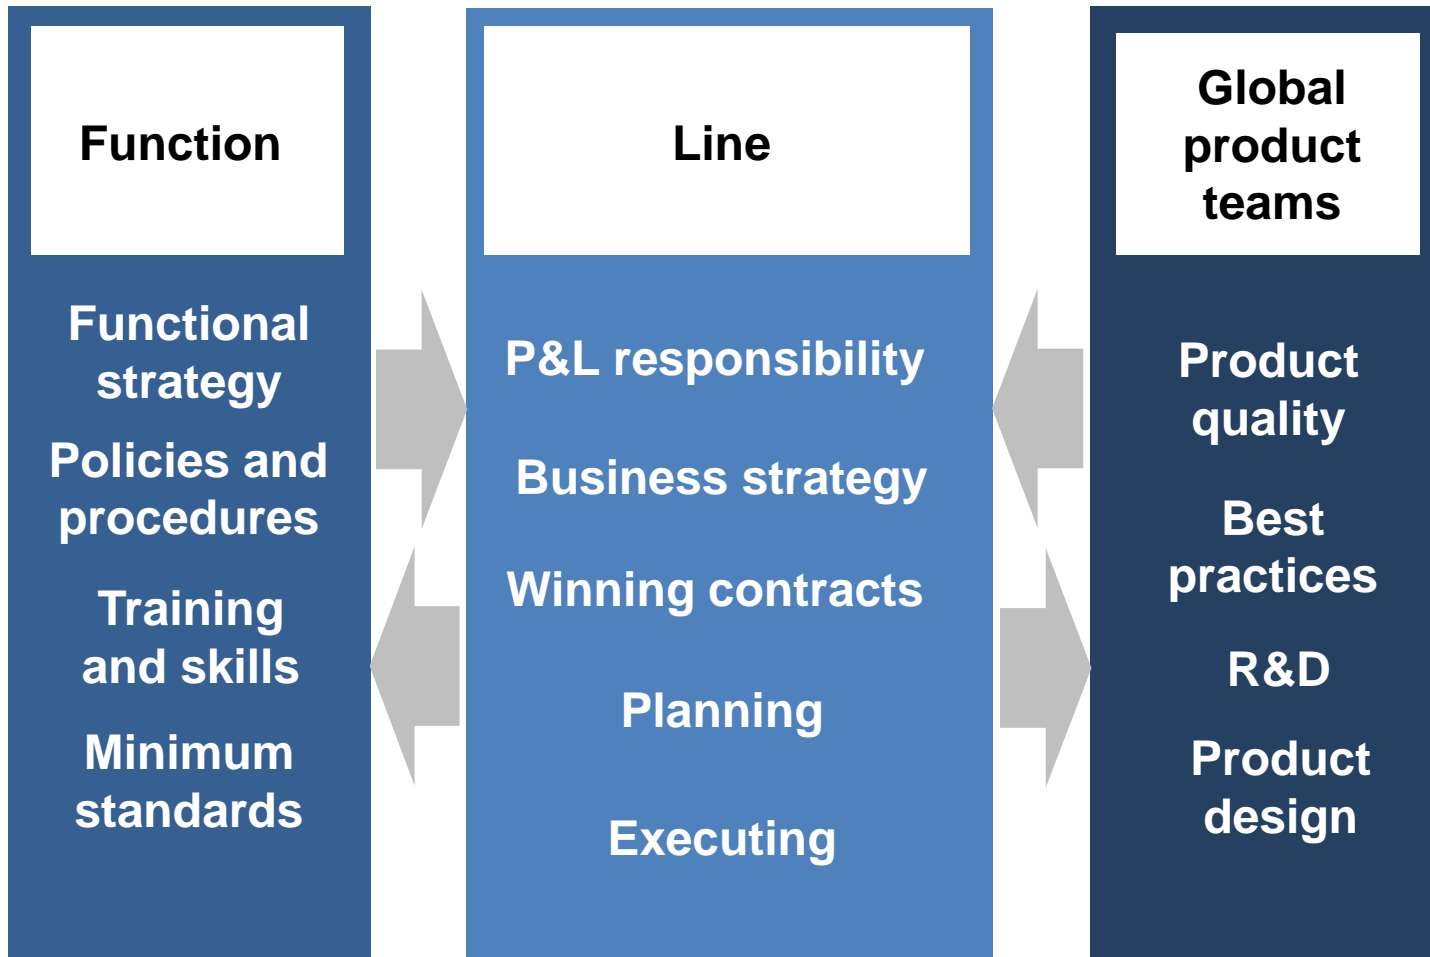 Function
Functional
strategy
Policies and
procedures
Training
and skills
Minimum
standards
Line
P&L responsibility
Business strategy
Winning contracts
Planning
Executing
Global
product
teams
Product
quality
Best
practices
R&D
Product
design